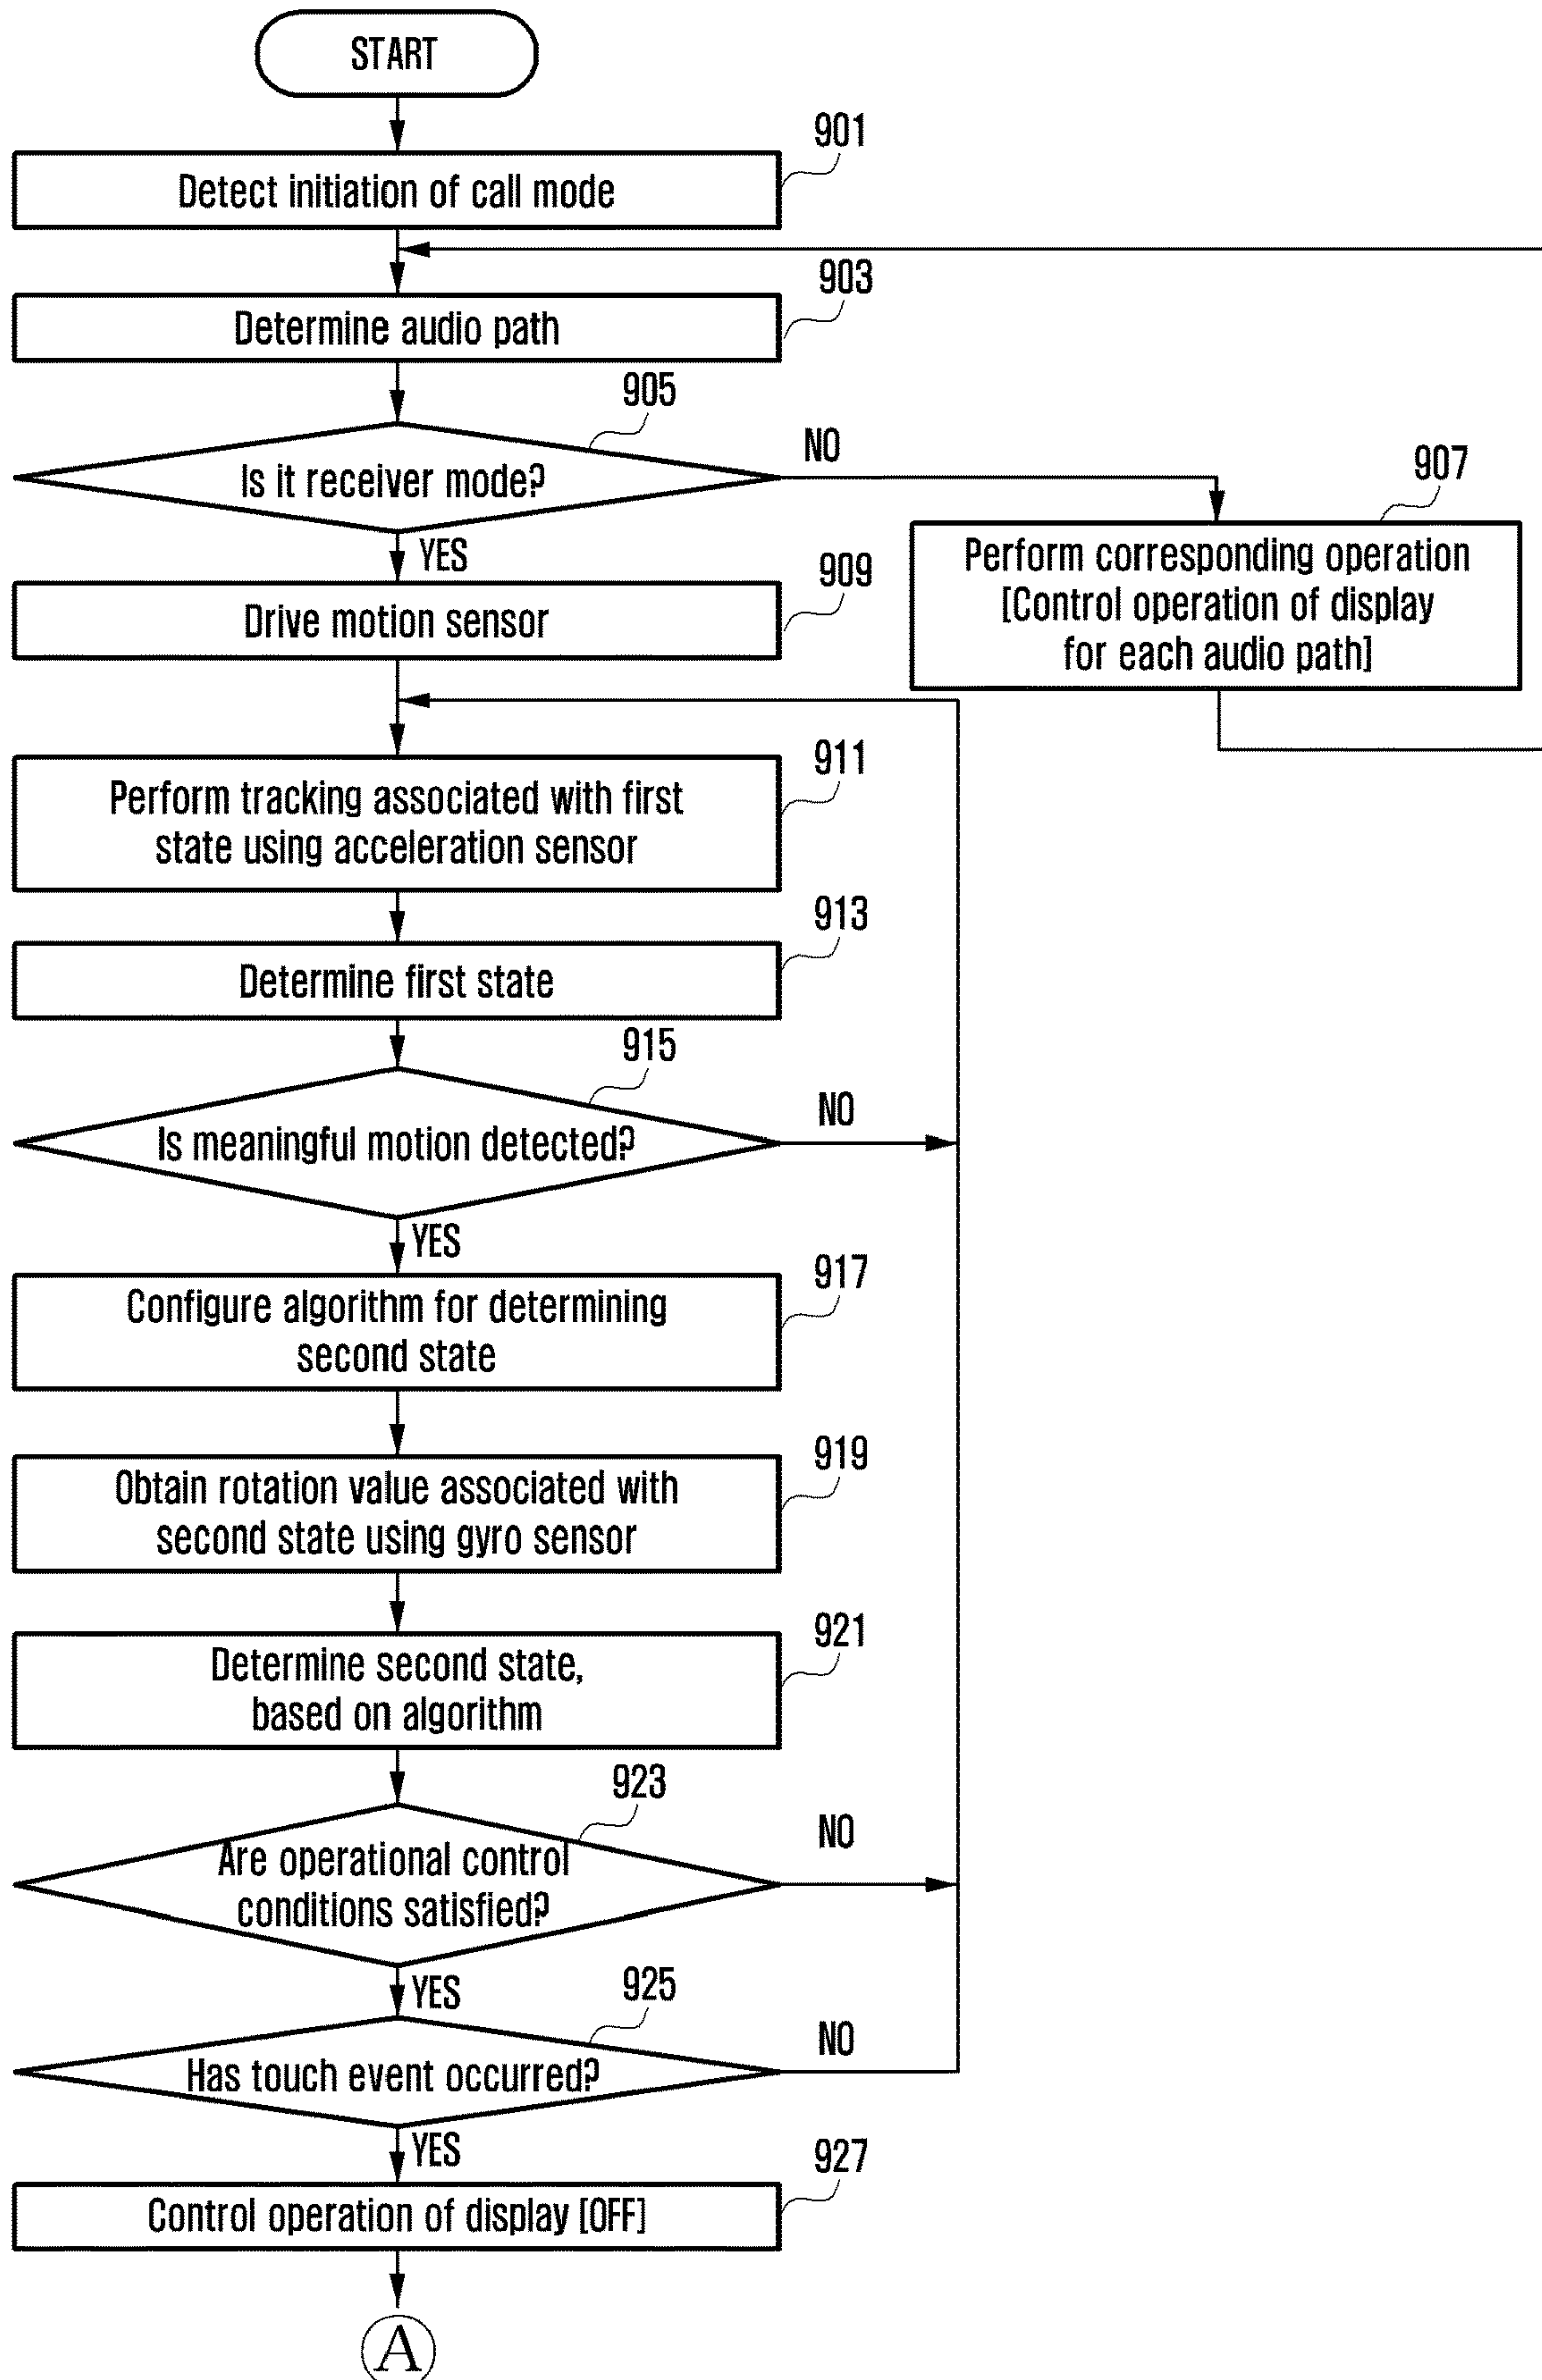 START
901
Detect initiation of call mode
903
Determine audio path
905
Is it receiver mode?
NO
907
Perform corresponding operation
[Control operation of display
for each audio path]
YES
909
Drive motion sensor
911
Perform tracking associated with first
state using acceleration sensor
913
Determine first state
915
Is meaningful motion detected?
NO
YES
917
Configure algorithm for determining
second state
919
Obtain rotation value associated with
second state using gyro sensor
921
Determine second state,
based on algorithm
923
Are operational control
conditions satisfied?
NO
YES
925
Has touch event occurred?
NO
YES
927
Control operation of display [OFF]
A